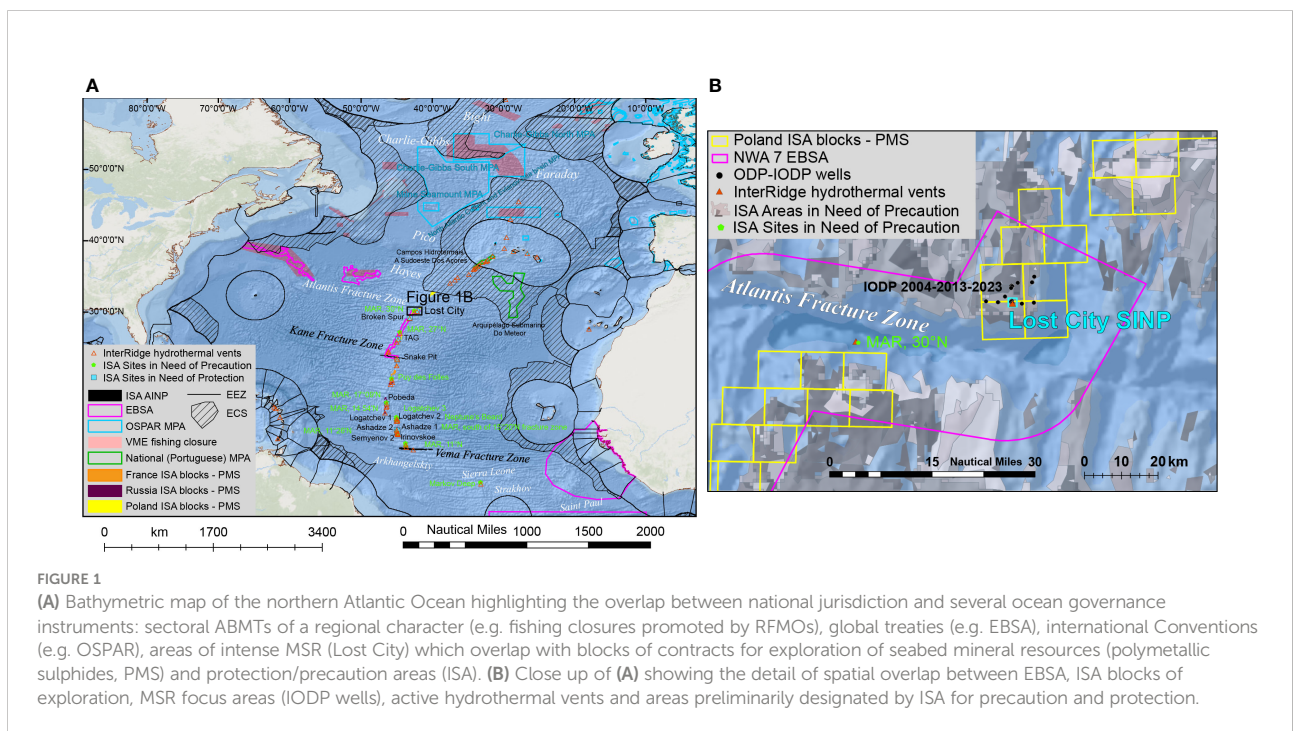 A
80°0'0"W
70°0'0"W
50°0'0"W
40°0'0"W
20°0'0"W
10°0'0"W
50°0'0"N
40°0'0"N
30°0'0"N
Bight
Charlie-Gibbs
Charlie-Gibbs North MPA
Charlie-Gibbs South MPA
Faraday
Milne Seamount MPA
Pico
Campos Hidrotermais
A Sudoeste Dos Açores
Hayes
Atlantis Fracture Zone
Figure 1B
Lost City
Broken Spur
Arquipélago Submarino
Do Meteor
Kane Fracture Zone
TAG
Snake Pit
Pobeda
Logatchev 1
Logatchev 2
Ashadze 2
Ashadze 1
Semyenov 2
Irinovskoe
Vema Fracture Zone
Arkhangelskiy
Sierra Leone
Strakhov
Saint Paul
InterRidge hydrothermal vents
ISA Sites in Need of Precaution
ISA Sites in Need of Protection
ISA AINP
EEZ
EBSA
ECS
OSPAR MPA
VME fishing closure
National (Portuguese) MPA
France ISA blocks - PMS
Russia ISA blocks - PMS
Poland ISA blocks - PMS
0 km 1700 3400
0 Nautical Miles 1000 1500 2000
B
Poland ISA blocks - PMS
NWA 7 EBSA
ODP-IODP wells
InterRidge hydrothermal vents
ISA Areas in Need of Precaution
ISA Sites in Need of Precaution
IODP 2004-2013-2023
Atlantis Fracture Zone
Lost City SINP
MAR, 30°N
0 15 Nautical Miles 30
0 10 20 km
FIGURE 1
(A) Bathymetric map of the northern Atlantic Ocean highlighting the overlap between national jurisdiction and several ocean governance
instruments: sectoral ABMTs of a regional character (e.g. fishing closures promoted by RFMOs), global treaties (e.g. EBSA), international Conventions
(e.g. OSPAR), areas of intense MSR (Lost City) which overlap with blocks of contracts for exploration of seabed mineral resources (polymetallic
sulphides, PMS) and protection/precaution areas (ISA). (B) Close up of (A) showing the detail of spatial overlap between EBSA, ISA blocks of
exploration, MSR focus areas (IODP wells), active hydrothermal vents and areas preliminarily designated by ISA for precaution and protection.